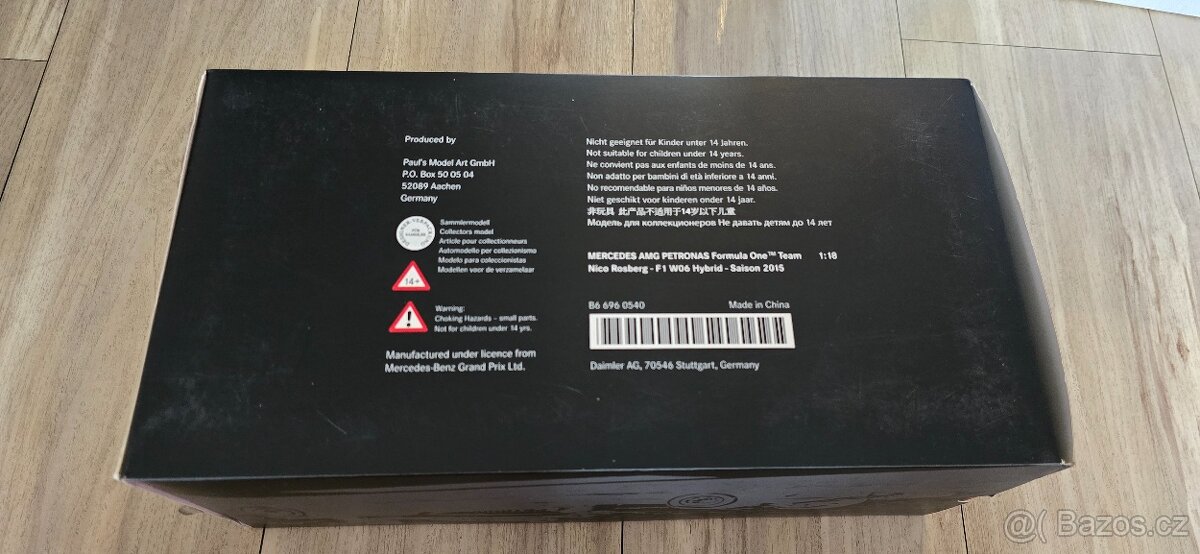 Produced by
Paul's Model Art GmbH
P.O. Box 50 05 04
52089 Aachen
Germany
DESIGNER-VERPACKUNG
FÜR SAMMLER
Sammlermodell
Collectors model
Article pour collectionneurs
Automodello per collezionismo
Modelo para coleccionistas
Modellen voor de verzamelaar
14+
Warning:
Choking Hazards - small parts.
Not for children under 14 yrs.
Manufactured under licence from
Mercedes-Benz Grand Prix Ltd.
Nicht geeignet für Kinder unter 14 Jahren.
Not suitable for children under 14 years.
Ne convient pas aux enfants de moins de 14 ans.
Non adatto per bambini di età inferiore a 14 anni.
No recomendable para niños menores de 14 años.
Niet geschikt voor kinderen onder 14 jaar.
非玩具 此产品不适用于14岁以下儿童
Модель для коллекционеров Не давать детям до 14 лет
MERCEDES AMG PETRONAS Formula One™ Team 1:18
Nico Rosberg - F1 W06 Hybrid - Saison 2015
B6 696 0540 Made in China
Daimler AG, 70546 Stuttgart, Germany
@( Bazos.cz